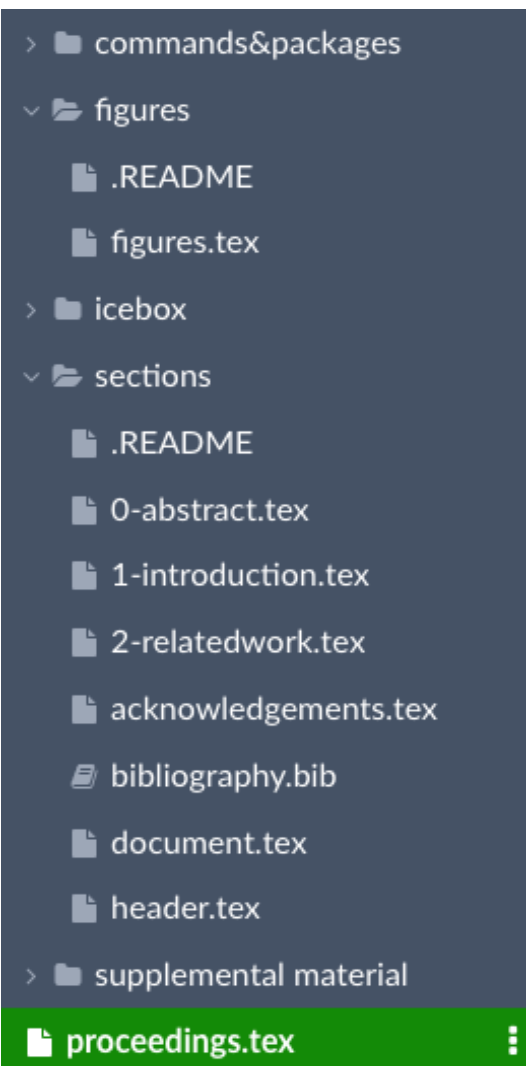 commands&packages
figures
.README
figures.tex
icebox
sections
.README
0-abstract.tex
1-introduction.tex
2-relatedwork.tex
acknowledgements.tex
bibliography.bib
document.tex
header.tex
supplemental material
proceedings.tex